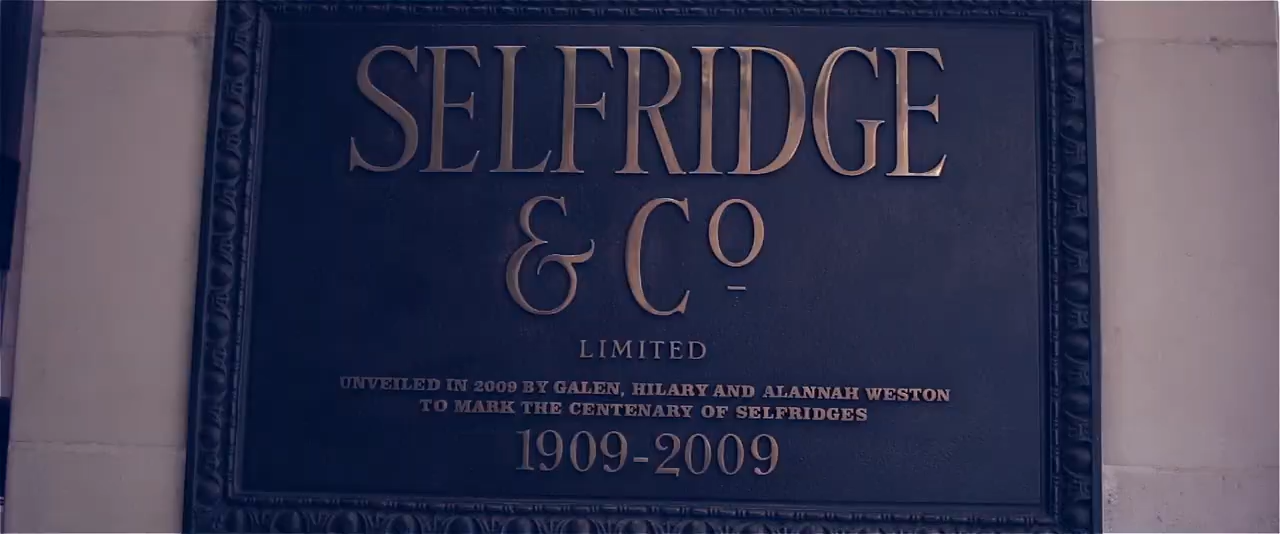 SELFRIDGE
& Cº
LIMITED
UNVEILED IN 2009 BY GALEN, HILARY AND ALANNAH WESTON
TO MARK THE CENTENARY OF SELFRIDGES
1909-2009